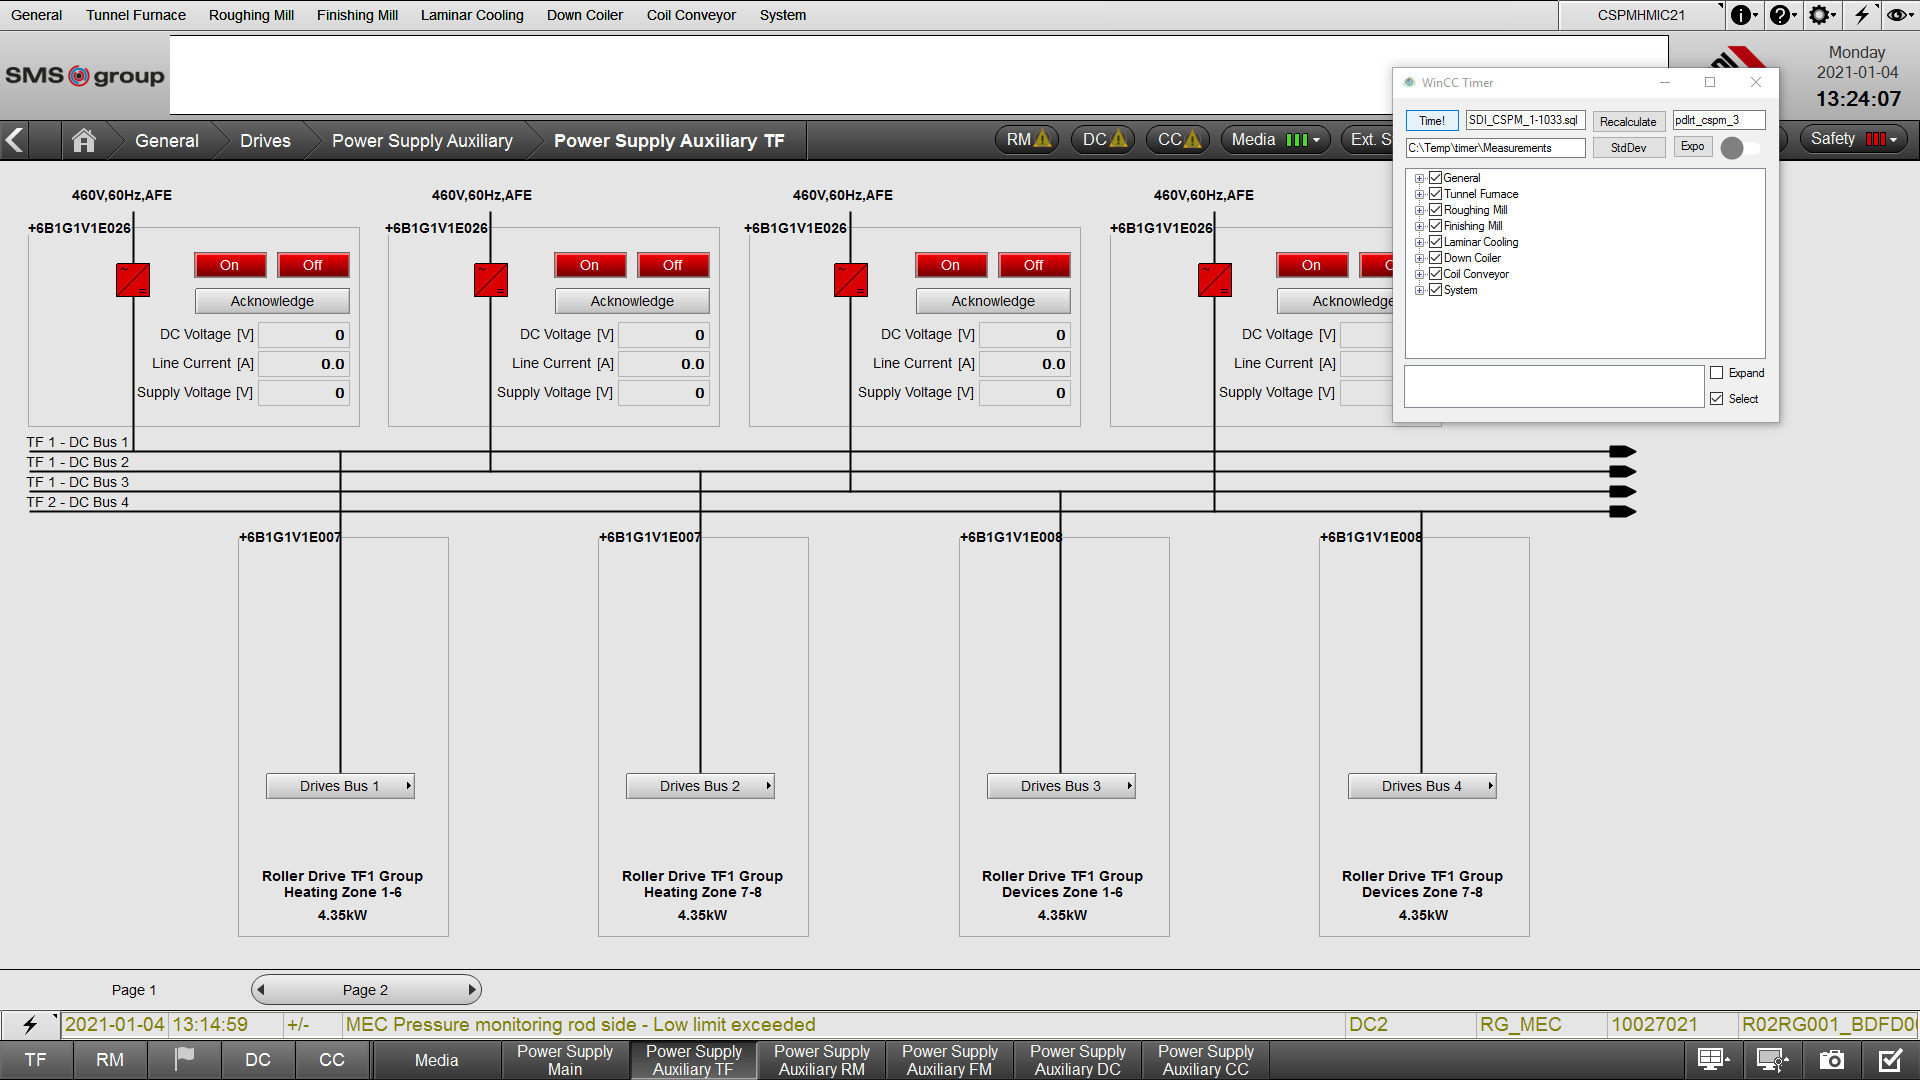 General Tunnel Furnace Roughing Mill Finishing Mill Laminar Cooling Down Coiler Coil Conveyor System CSPMHMIC21
SMS group
Monday
2021-01-04
13:24:07
General Drives Power Supply Auxiliary Power Supply Auxiliary TF RM DC CC Media Ext. S Safety
WinCC Timer
Time! SDI_CSPM_1-1033.sql Recalculate pdlrt_cspm_3
C:\Temp\timer\Measurements StdDev Expo
General
Tunnel Furnace
Roughing Mill
Finishing Mill
Laminar Cooling
Down Coiler
Coil Conveyor
System
Expand
Select
460V,60Hz,AFE 460V,60Hz,AFE 460V,60Hz,AFE 460V,60Hz,AFE
+6B1G1V1E026 +6B1G1V1E026 +6B1G1V1E026 +6B1G1V1E026
On Off On Off On Off On
Acknowledge Acknowledge Acknowledge Acknowledge
DC Voltage [V] 0 DC Voltage [V] 0 DC Voltage [V] 0 DC Voltage [V]
Line Current [A] 0.0 Line Current [A] 0.0 Line Current [A] 0.0 Line Current [A]
Supply Voltage [V] 0 Supply Voltage [V] 0 Supply Voltage [V] 0 Supply Voltage [V]
TF 1 - DC Bus 1
TF 1 - DC Bus 2
TF 1 - DC Bus 3
TF 2 - DC Bus 4
+6B1G1V1E007 +6B1G1V1E007 +6B1G1V1E008 +6B1G1V1E008
Drives Bus 1 Drives Bus 2 Drives Bus 3 Drives Bus 4
Roller Drive TF1 Group Roller Drive TF1 Group Roller Drive TF1 Group Roller Drive TF1 Group
Heating Zone 1-6 Heating Zone 7-8 Devices Zone 1-6 Devices Zone 7-8
4.35kW 4.35kW 4.35kW 4.35kW
Page 1 Page 2
2021-01-04 13:14:59 +/- MEC Pressure monitoring rod side - Low limit exceeded DC2 RG_MEC 10027021
TF RM DC CC Media Power Supply Main Power Supply Auxiliary TF Power Supply Auxiliary RM Power Supply Auxiliary FM Power Supply Auxiliary DC Power Supply Auxiliary CC